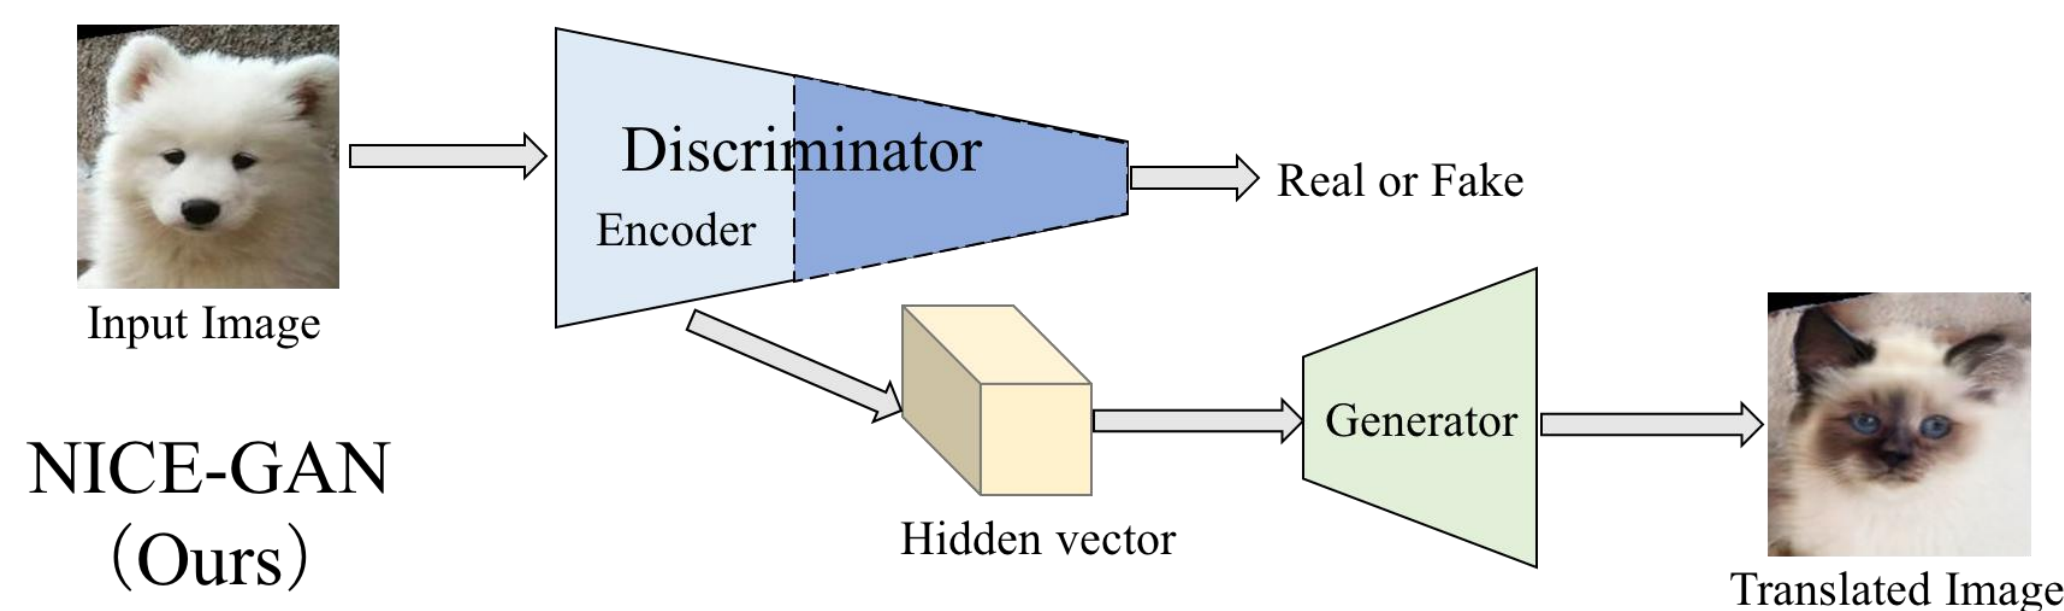 Discriminator
Encoder
Real or Fake
Input Image
Generator
NICE-GAN
（Ours）
Hidden vector
Translated Image